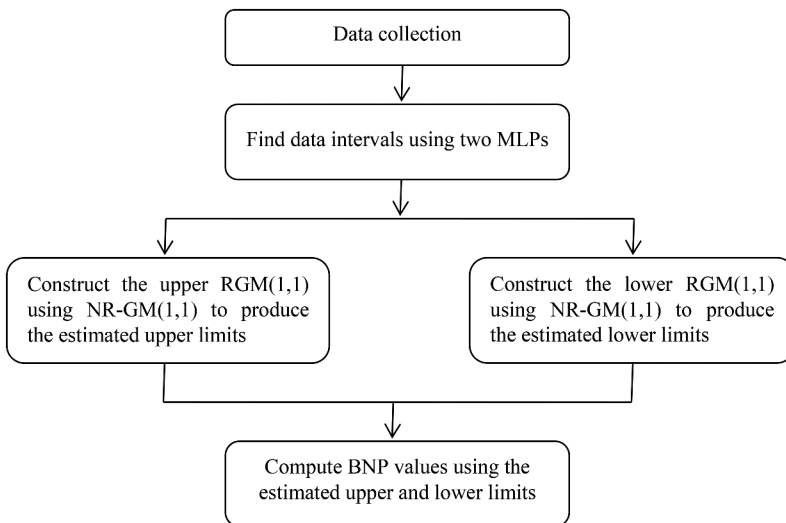 Data collection
Find data intervals using two MLPs
Construct the upper RGM(1,1)
using NR-GM(1,1) to produce
the estimated upper limits
Construct the lower RGM(1,1)
using NR-GM(1,1) to produce
the estimated lower limits
Compute BNP values using the
estimated upper and lower limits